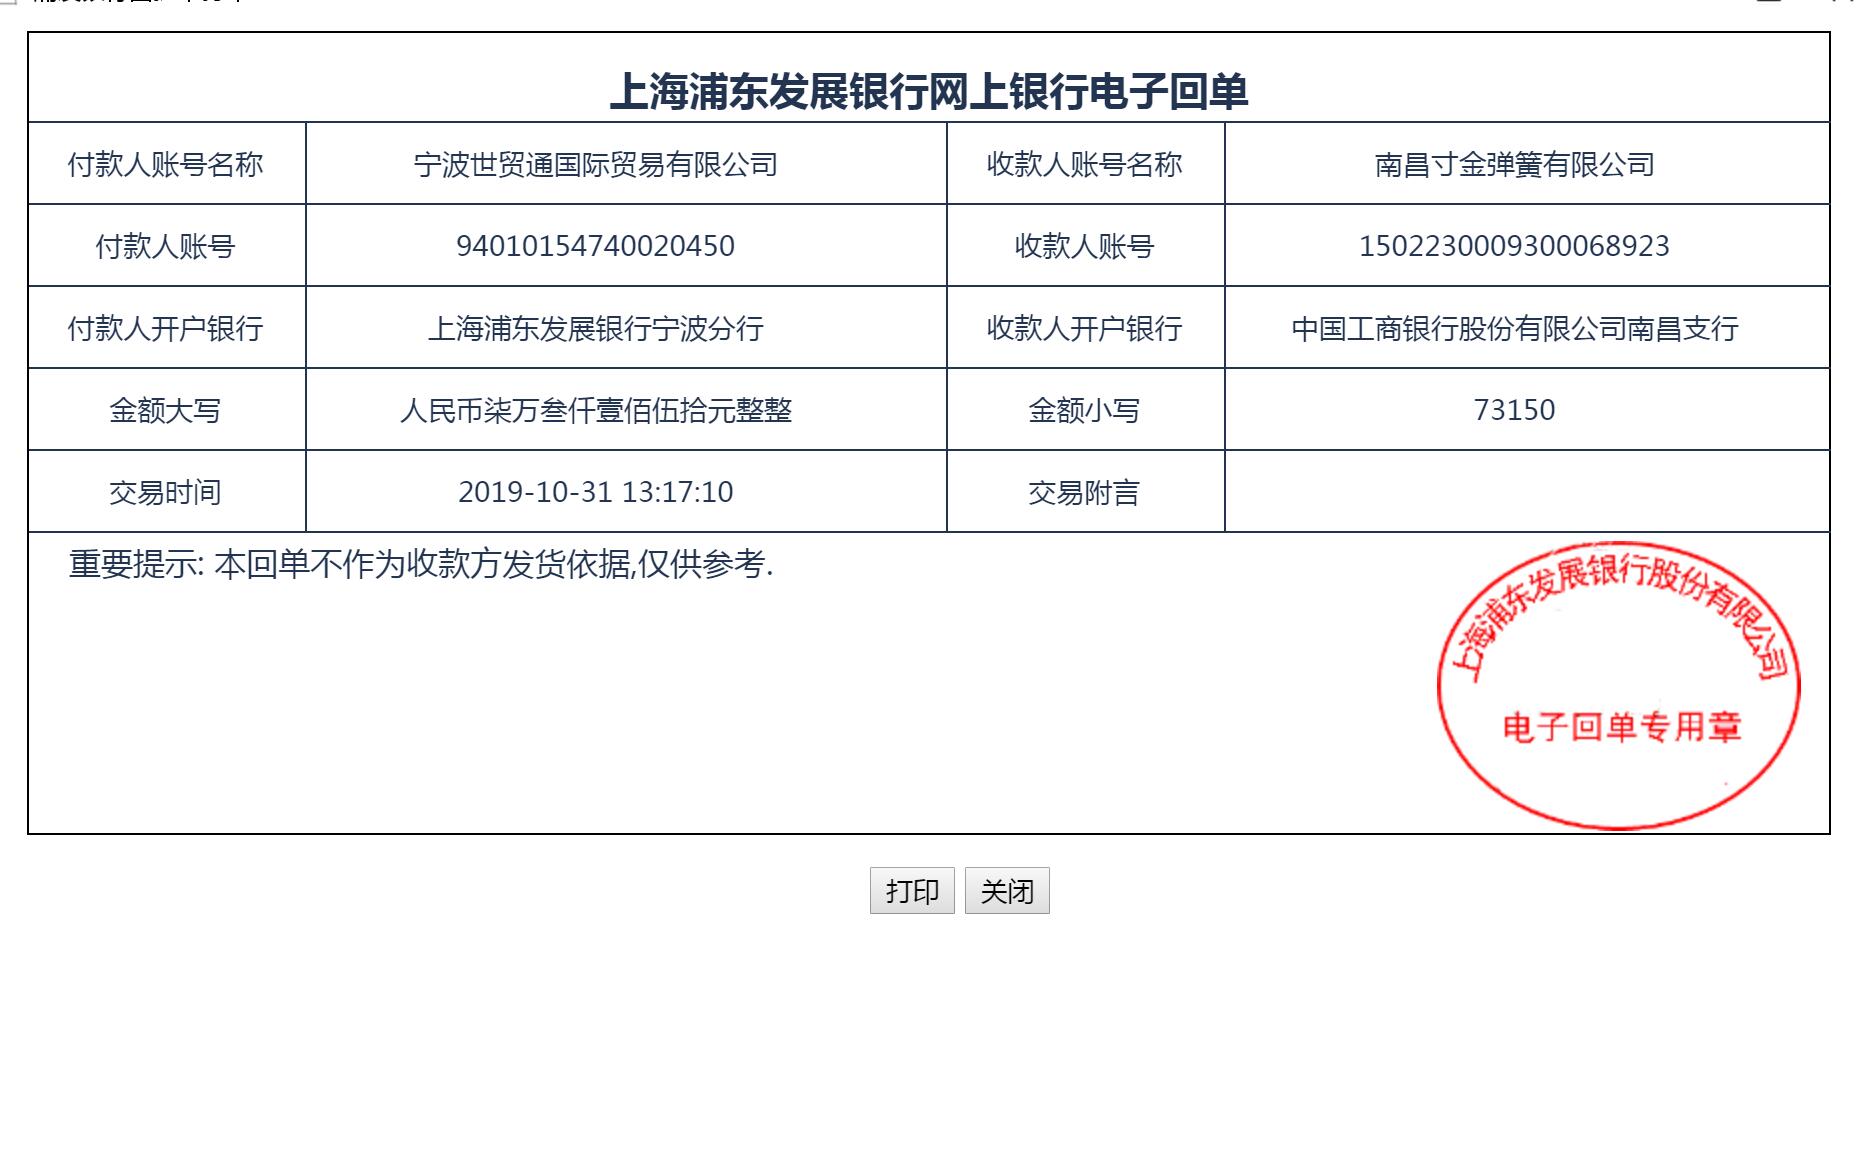 上海浦东发展银行网上银行电子回单
付款人账号名称 宁波世贸通国际贸易有限公司 收款人账号名称 南昌寸金弹簧有限公司
付款人账号 94010154740020450 收款人账号 1502230009300068923
付款人开户银行 上海浦东发展银行宁波分行 收款人开户银行 中国工商银行股份有限公司南昌支行
金额大写 人民币柒万叁仟壹佰伍拾元整整 金额小写 73150
交易时间 2019-10-31 13:17:10 交易附言
重要提示: 本回单不作为收款方发货依据,仅供参考.
上海浦东发展银行股份有限公司
电子回单专用章
打印 关闭